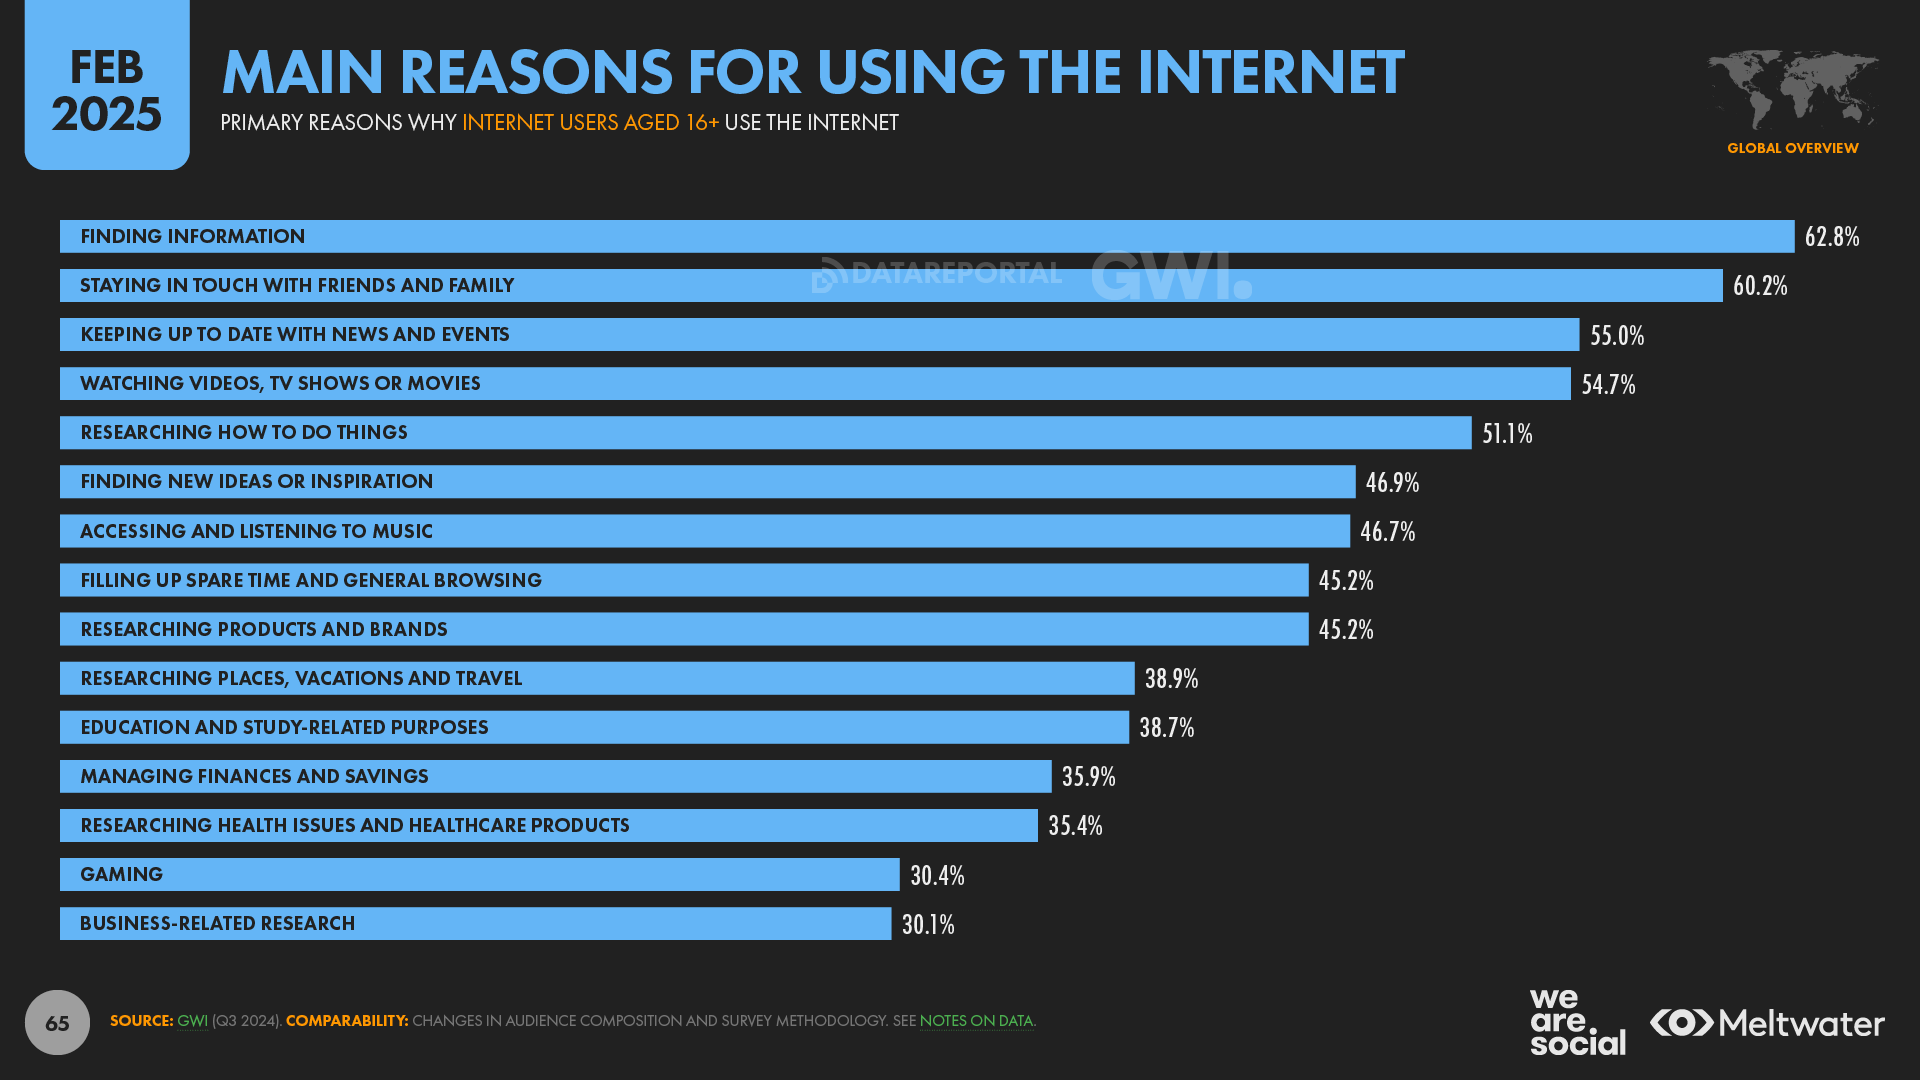 FEB
2025
MAIN REASONS FOR USING THE INTERNET
PRIMARY REASONS WHY INTERNET USERS AGED 16+ USE THE INTERNET
GLOBAL OVERVIEW
FINDING INFORMATION 62.8%
DATAREPORTAL GWI.
STAYING IN TOUCH WITH FRIENDS AND FAMILY 60.2%
KEEPING UP TO DATE WITH NEWS AND EVENTS 55.0%
WATCHING VIDEOS, TV SHOWS OR MOVIES 54.7%
RESEARCHING HOW TO DO THINGS 51.1%
FINDING NEW IDEAS OR INSPIRATION 46.9%
ACCESSING AND LISTENING TO MUSIC 46.7%
FILLING UP SPARE TIME AND GENERAL BROWSING 45.2%
RESEARCHING PRODUCTS AND BRANDS 45.2%
RESEARCHING PLACES, VACATIONS AND TRAVEL 38.9%
EDUCATION AND STUDY-RELATED PURPOSES 38.7%
MANAGING FINANCES AND SAVINGS 35.9%
RESEARCHING HEALTH ISSUES AND HEALTHCARE PRODUCTS 35.4%
GAMING 30.4%
BUSINESS-RELATED RESEARCH 30.1%
65
SOURCE: GWI (Q3 2024). COMPARABILITY: CHANGES IN AUDIENCE COMPOSITION AND SURVEY METHODOLOGY. SEE NOTES ON DATA.
we
are
social
Meltwater